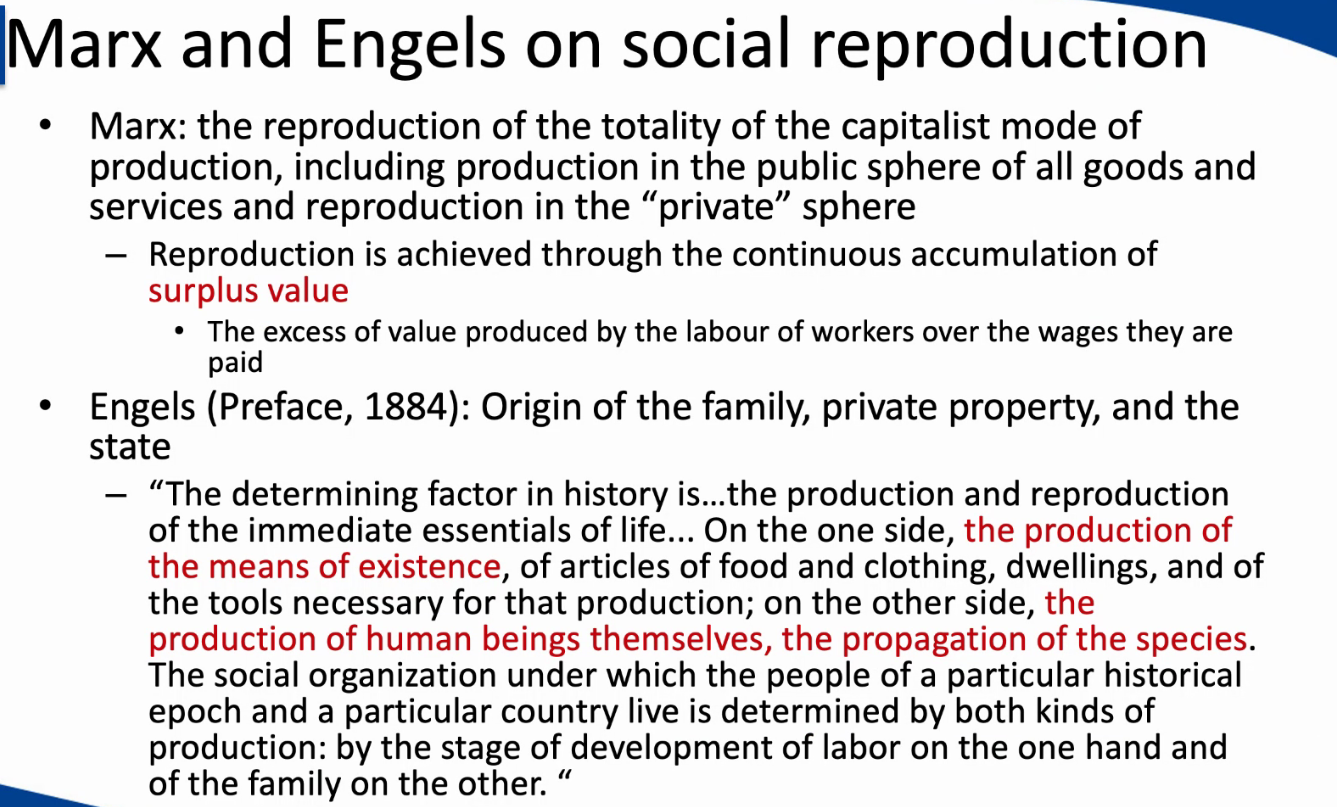 Marx and Engels on social reproduction
• Marx: the reproduction of the totality of the capitalist mode of
production, including production in the public sphere of all goods and
services and reproduction in the “private” sphere
– Reproduction is achieved through the continuous accumulation of
surplus value
• The excess of value produced by the labour of workers over the wages they are
paid
• Engels (Preface, 1884): Origin of the family, private property, and the
state
– “The determining factor in history is...the production and reproduction
of the immediate essentials of life... On the one side, the production of
the means of existence, of articles of food and clothing, dwellings, and of
the tools necessary for that production; on the other side, the
production of human beings themselves, the propagation of the species.
The social organization under which the people of a particular historical
epoch and a particular country live is determined by both kinds of
production: by the stage of development of labor on the one hand and
of the family on the other. “